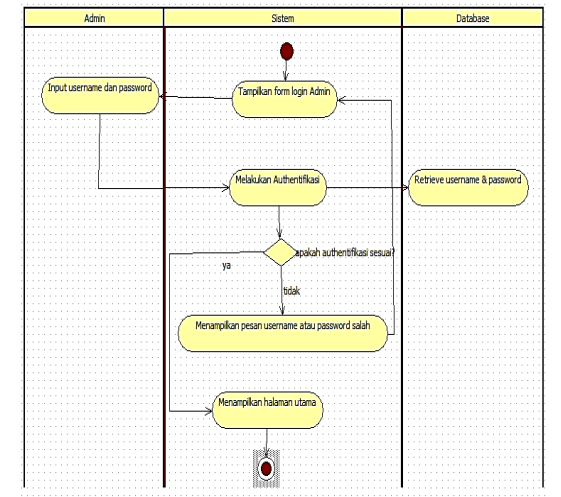 Admin
Sistem
Database
Tampilkan form login Admin
Input username dan password
Melakukan Authentifikasi
Retrieve username & password
apakah authentifikasi sesuai?
ya
tidak
Menampilkan pesan username atau password salah
Menampilkan halaman utama